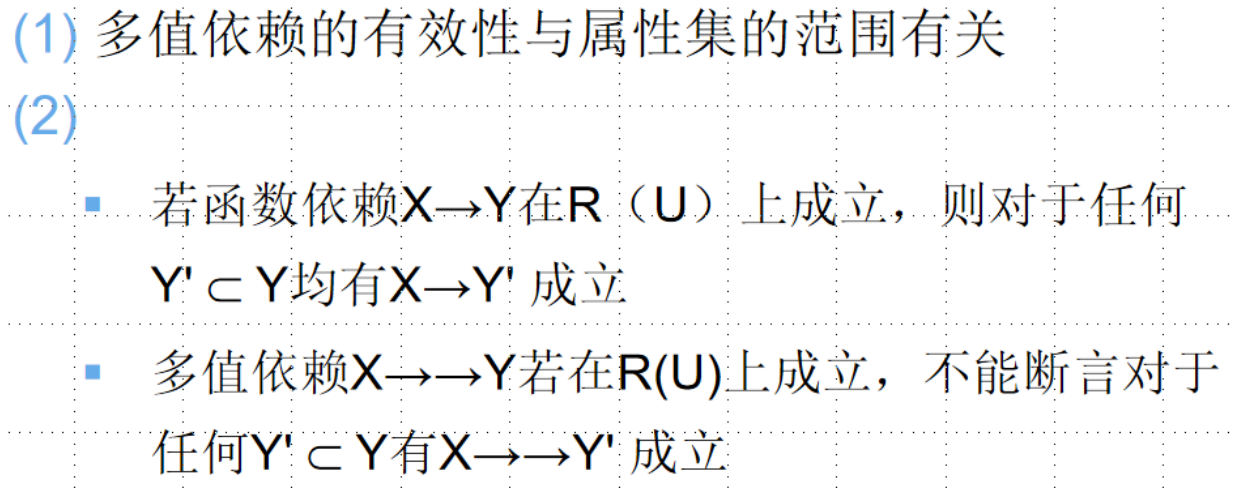 (1) 多值依赖的有效性与属性集的范围有关
(2)
▪ 若函数依赖X→Y在R（U）上成立，则对于任何
Y' ⊂ Y均有X→Y' 成立
▪ 多值依赖X→→Y若在R(U)上成立，不能断言对于
任何Y' ⊂ Y有X→→Y' 成立